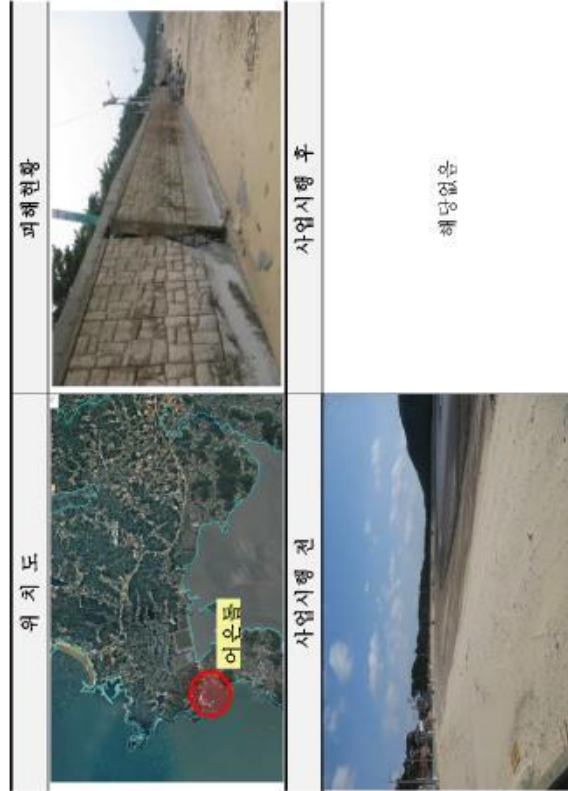 위 치 도
피해현황
어은돌
사업시행 전
사업시행 후
해당없음